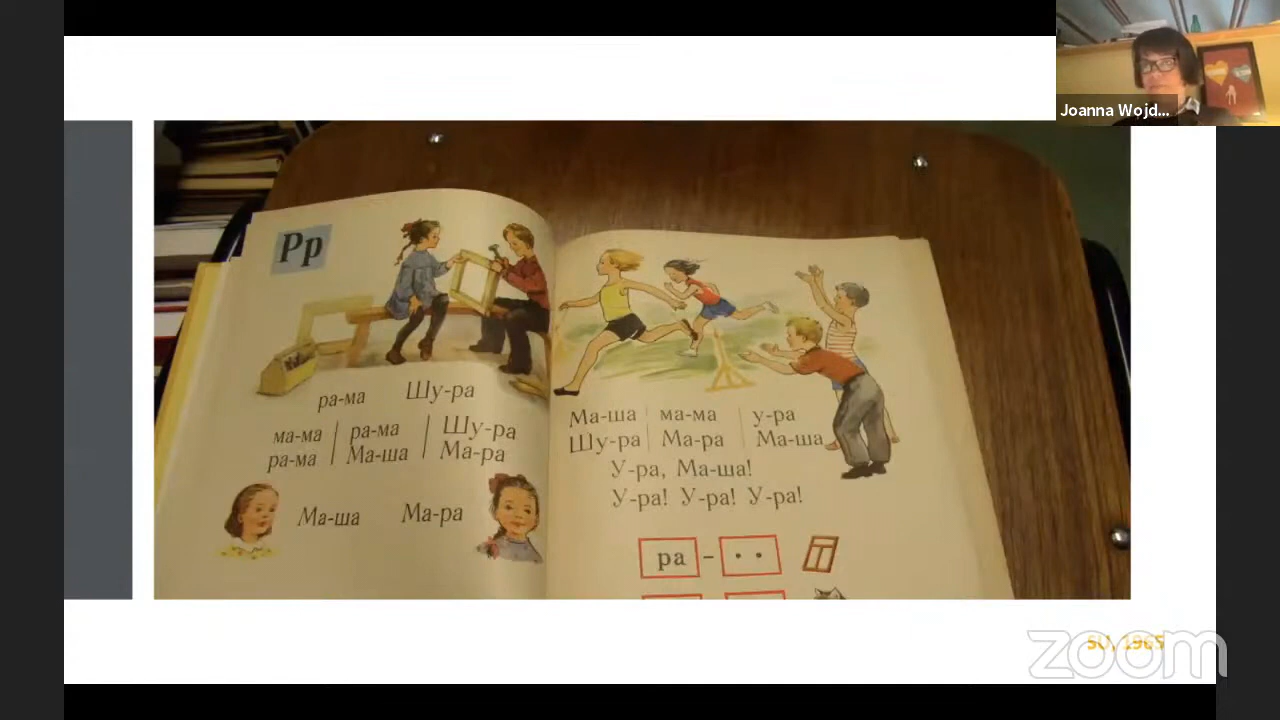 Joanna Wojd...
Рр
ра-ма Шу-ра
ма-ма | ра-ма | Шу-ра
ра-ма | Ма-ша | Ма-ра
Ма-ша Ма-ра
Ма-ша | ма-ма | у-ра
Шу-ра | Ма-ра | Ма-ша
У-ра, Ма-ша!
У-ра! У-ра! У-ра!
ра – • •
SU, 1965
zoom